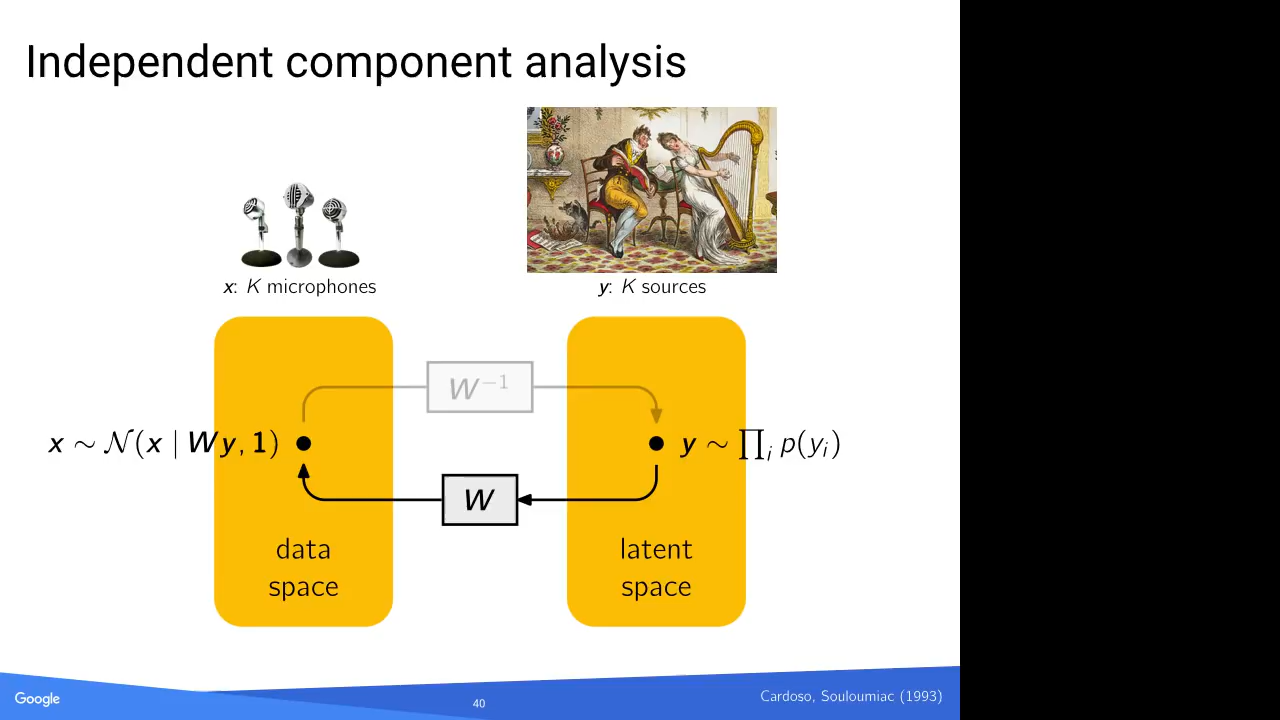 Independent component analysis
x: K microphones
y: K sources
W⁻¹
x ∼ 𝒩(x | Wy, 1)
y ∼ ∏ᵢ p(yᵢ)
W
data
space
latent
space
Google
40
Cardoso, Souloumiac (1993)